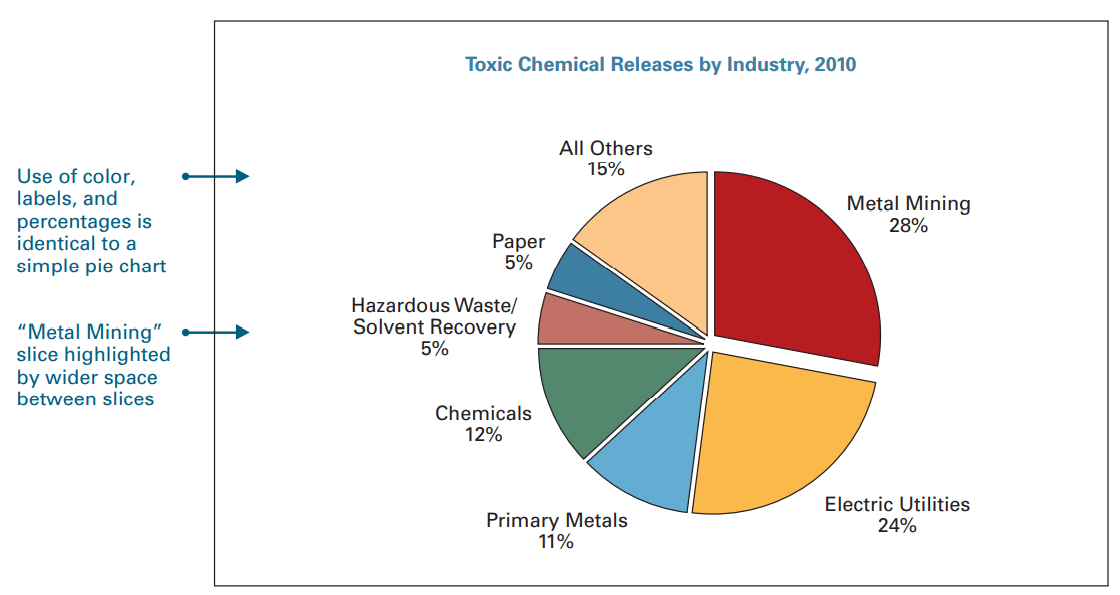 Toxic Chemical Releases by Industry, 2010
Use of color,
labels, and
percentages is
identical to a
simple pie chart
“Metal Mining”
slice highlighted
by wider space
between slices
All Others
15%
Metal Mining
28%
Paper
5%
Hazardous Waste/
Solvent Recovery
5%
Chemicals
12%
Primary Metals
11%
Electric Utilities
24%